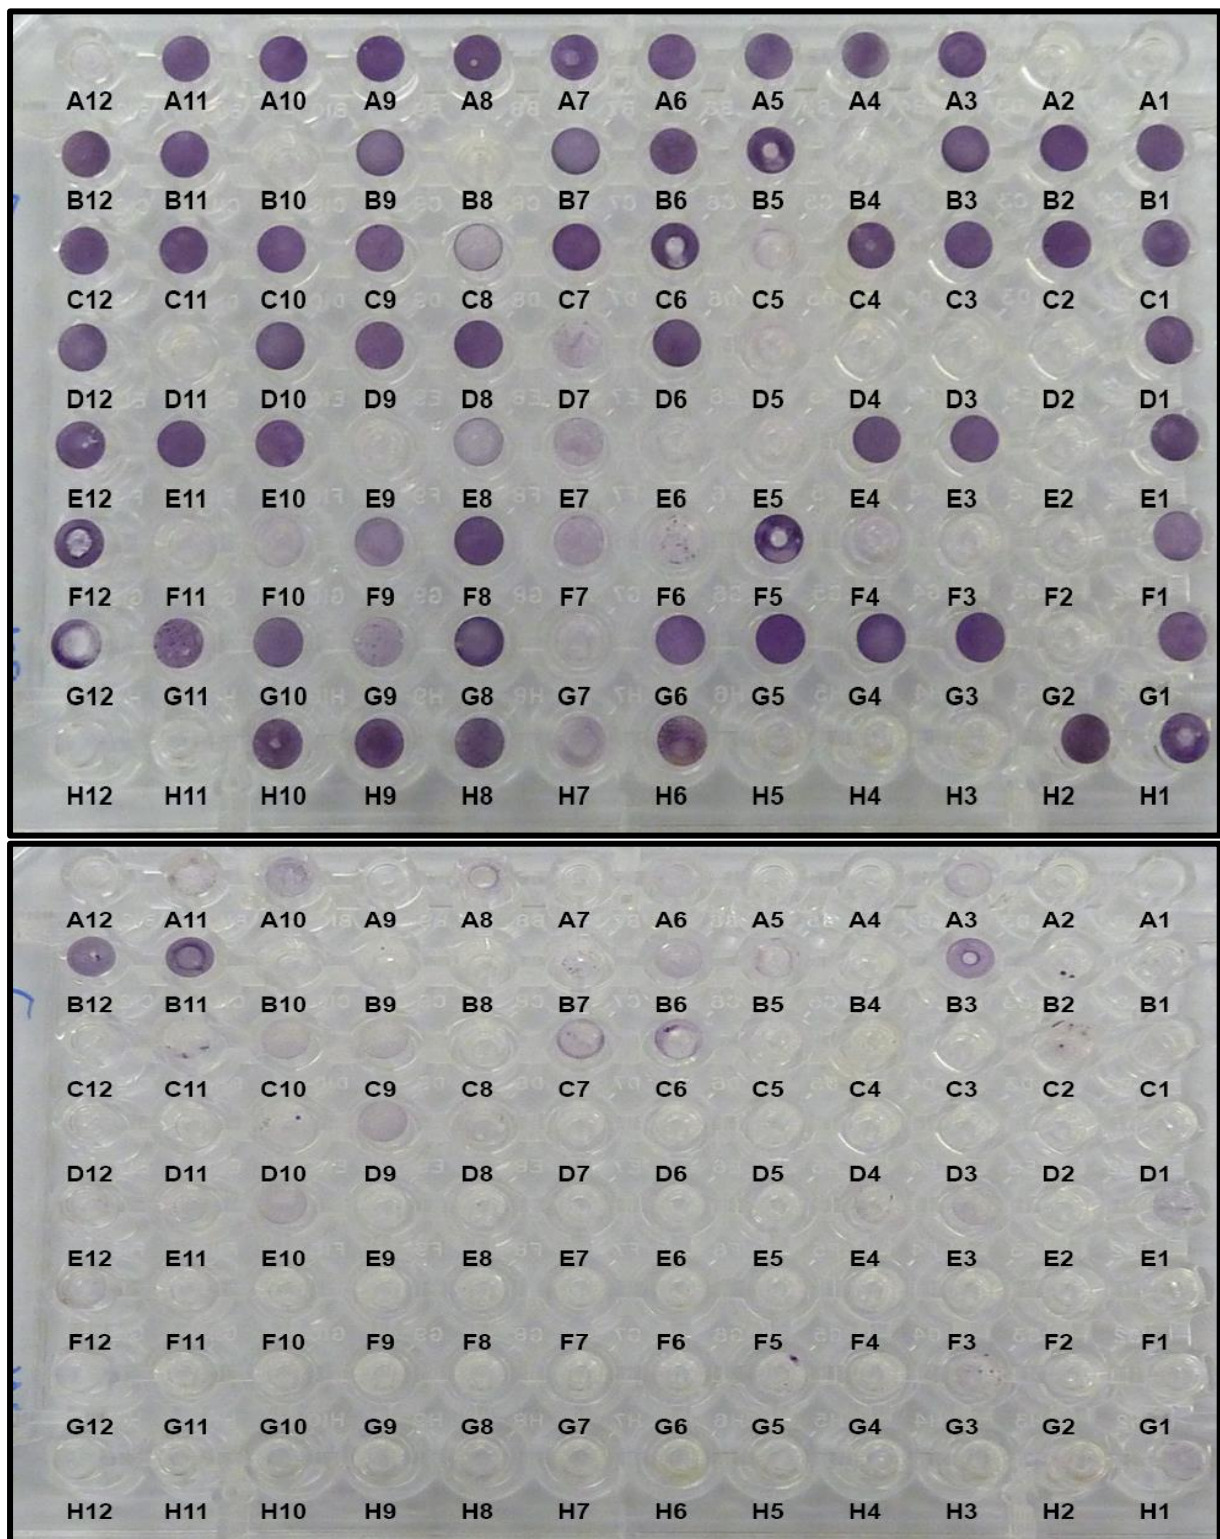 A12 A11 A10 A9 A8 A7 A6 A5 A4 A3 A2 A1
B12 B11 B10 B9 B8 B7 B6 B5 B4 B3 B2 B1
C12 C11 C10 C9 C8 C7 C6 C5 C4 C3 C2 C1
D12 D11 D10 D9 D8 D7 D6 D5 D4 D3 D2 D1
E12 E11 E10 E9 E8 E7 E6 E5 E4 E3 E2 E1
F12 F11 F10 F9 F8 F7 F6 F5 F4 F3 F2 F1
G12 G11 G10 G9 G8 G7 G6 G5 G4 G3 G2 G1
H12 H11 H10 H9 H8 H7 H6 H5 H4 H3 H2 H1
A12 A11 A10 A9 A8 A7 A6 A5 A4 A3 A2 A1
B12 B11 B10 B9 B8 B7 B6 B5 B4 B3 B2 B1
C12 C11 C10 C9 C8 C7 C6 C5 C4 C3 C2 C1
D12 D11 D10 D9 D8 D7 D6 D5 D4 D3 D2 D1
E12 E11 E10 E9 E8 E7 E6 E5 E4 E3 E2 E1
F12 F11 F10 F9 F8 F7 F6 F5 F4 F3 F2 F1
G12 G11 G10 G9 G8 G7 G6 G5 G4 G3 G2 G1
H12 H11 H10 H9 H8 H7 H6 H5 H4 H3 H2 H1